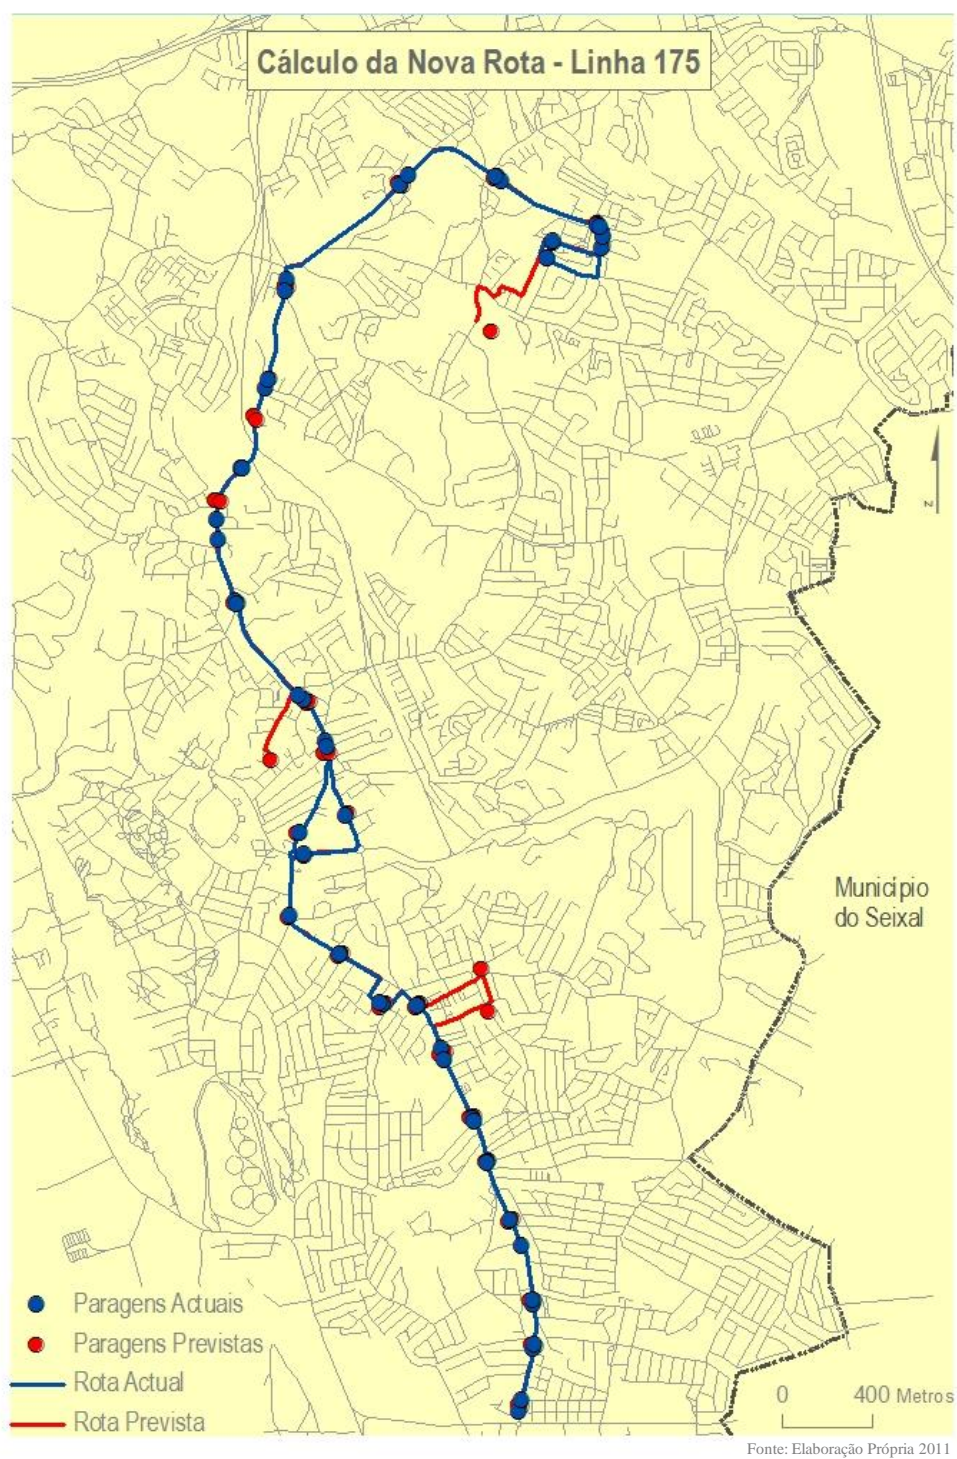 Cálculo da Nova Rota - Linha 175
Município
do Seixal
Paragens Actuais
Paragens Previstas
Rota Actual
Rota Prevista
0 400 Metros
N
Fonte: Elaboração Própria 2011